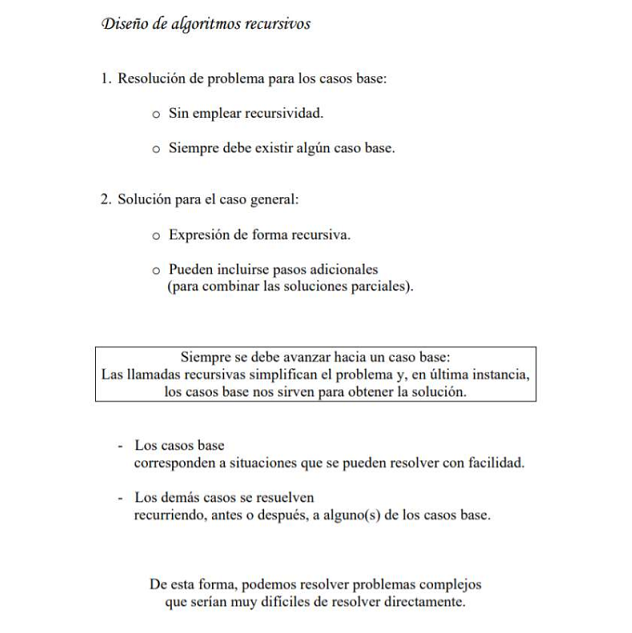 Diseño de algoritmos recursivos
1. Resolución de problema para los casos base:
o Sin emplear recursividad.
o Siempre debe existir algún caso base.
2. Solución para el caso general:
o Expresión de forma recursiva.
o Pueden incluirse pasos adicionales
(para combinar las soluciones parciales).
Siempre se debe avanzar hacia un caso base:
Las llamadas recursivas simplifican el problema y, en última instancia,
los casos base nos sirven para obtener la solución.
- Los casos base
corresponden a situaciones que se pueden resolver con facilidad.
- Los demás casos se resuelven
recurriendo, antes o después, a alguno(s) de los casos base.
De esta forma, podemos resolver problemas complejos
que serían muy difíciles de resolver directamente.